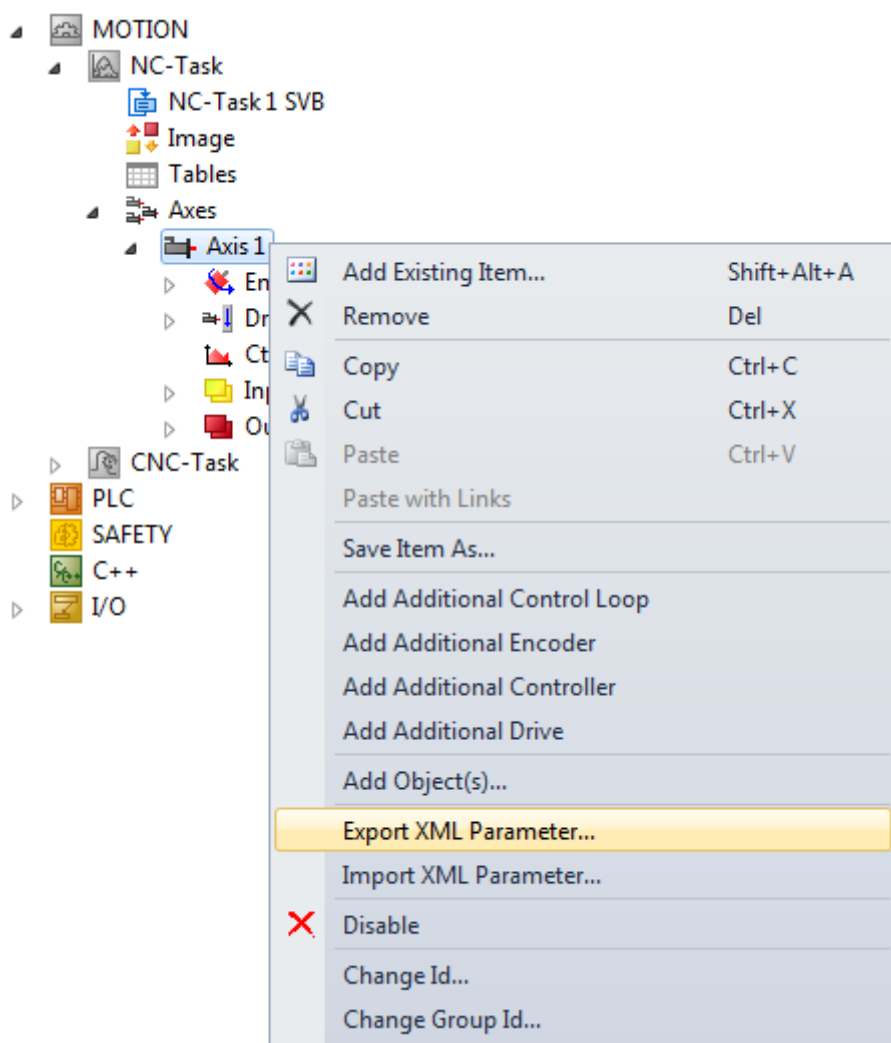 MOTION
NC-Task
NC-Task 1 SVB
Image
Tables
Axes
Axis 1
CNC-Task
PLC
SAFETY
C++
I/O
Add Existing Item... Shift+Alt+A
Remove Del
Copy Ctrl+C
Cut Ctrl+X
Paste Ctrl+V
Paste with Links
Save Item As...
Add Additional Control Loop
Add Additional Encoder
Add Additional Controller
Add Additional Drive
Add Object(s)...
Export XML Parameter...
Import XML Parameter...
Disable
Change Id...
Change Group Id...